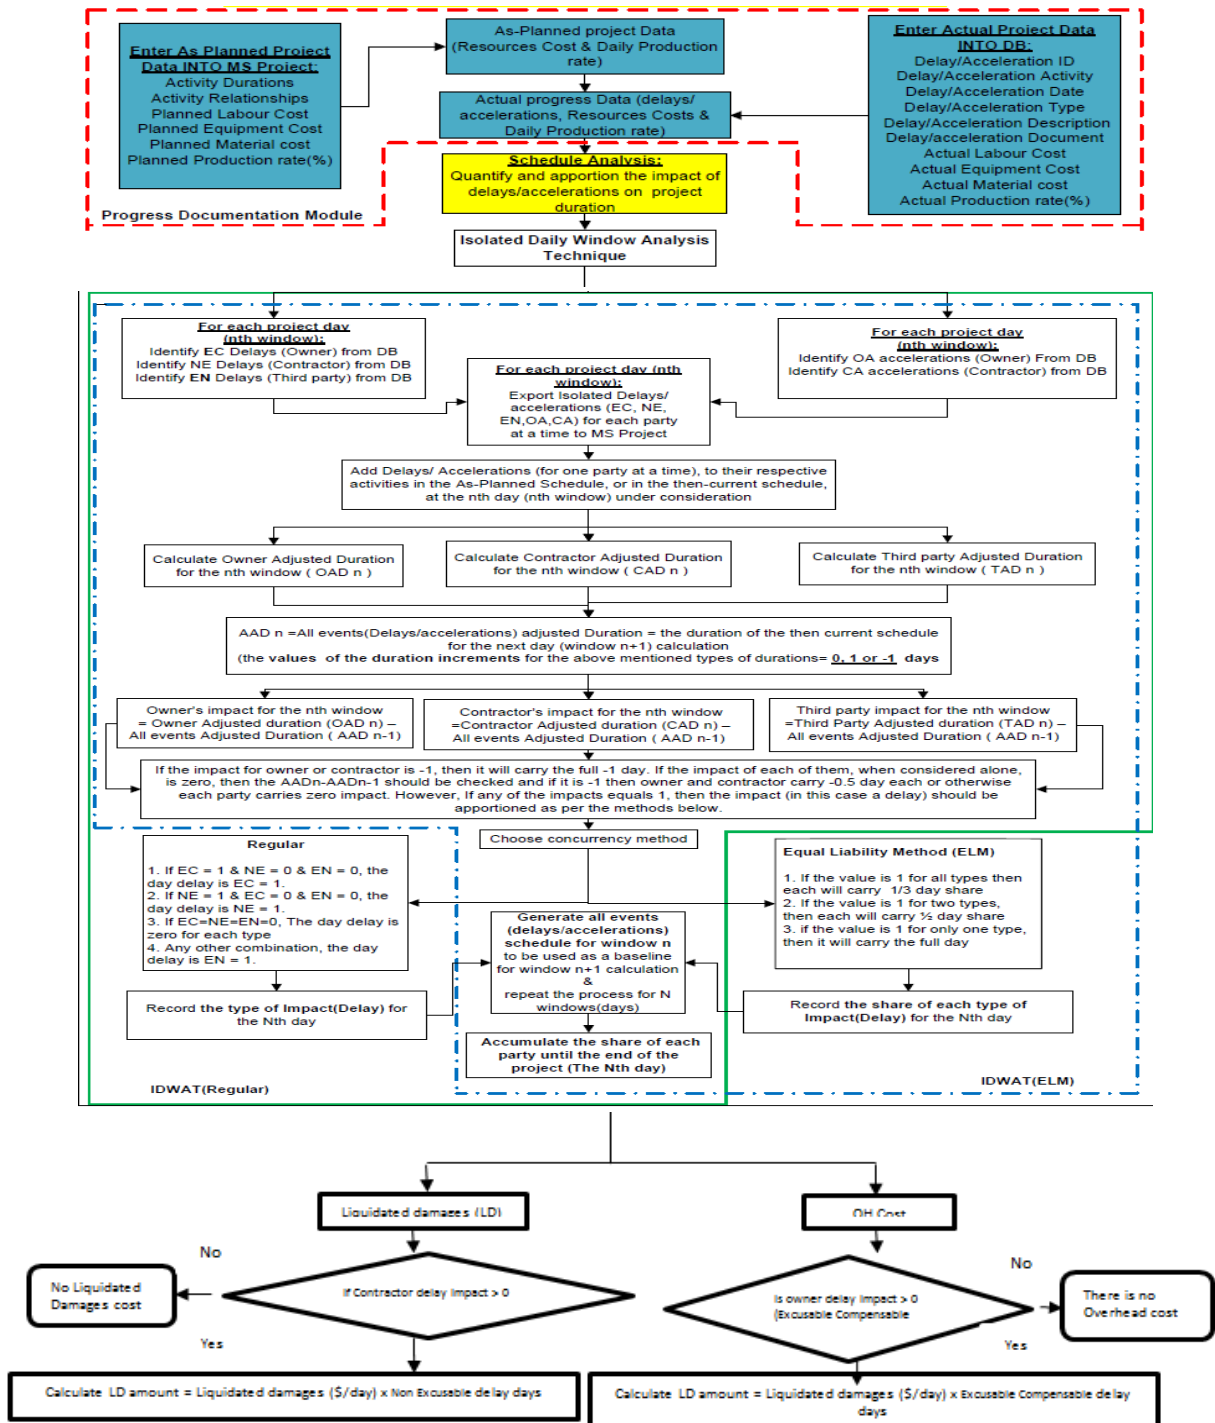 Enter As Planned Project
Data INTO MS Project:
Activity Durations
Activity Relationships
Planned Labour Cost
Planned Equipment Cost
Planned Material cost
Planned Production rate(%)
As-Planned project Data
(Resources Cost & Daily Production
rate)
Actual progress Data (delays/
accelerations, Resources Costs &
Daily Production rate)
Enter Actual Project Data
INTO DB:
Delay/Acceleration ID
Delay/Acceleration Activity
Delay/Acceleration Date
Delay/Acceleration Type
Delay/Acceleration Description
Delay/acceleration Document
Actual Labour Cost
Actual Equipment Cost
Actual Material cost
Actual Production rate(%)
Schedule Analysis:
Quantify and apportion the impact of
delays/accelerations on project
duration
Progress Documentation Module
Isolated Daily Window Analysis
Technique
For each project day
(nth window):
Identify EC Delays (Owner) from DB
Identify NE Delays (Contractor) from DB
Identify EN Delays (Third party) from DB
For each project day
(nth window):
Identify OA accelerations (Owner) From DB
Identify CA accelerations (Contractor) from DB
For each project day (nth
window):
Export Isolated Delays/
accelerations (EC, NE,
EN,OA,CA) for each party
at a time to MS Project
Add Delays/ Accelerations (for one party at a time), to their respective
activities in the As-Planned Schedule, or in the then-current schedule,
at the nth day (nth window) under consideration
Calculate Owner Adjusted Duration
for the nth window ( OAD n )
Calculate Contractor Adjusted Duration
for the nth window ( CAD n )
Calculate Third party Adjusted Duration
for the nth window ( TAD n )
AAD n =All events(Delays/accelerations) adjusted Duration = the duration of the then current schedule
for the next day (window n+1) calculation
(the values of the duration increments for the above mentioned types of durations= 0, 1 or -1 days
Owner's impact for the nth window
= Owner Adjusted duration (OAD n) –
All events Adjusted Duration ( AAD n-1)
Contractor's impact for the nth window
=Contractor Adjusted duration (CAD n) –
All events Adjusted Duration ( AAD n-1)
Third party impact for the nth window
=Third Party Adjusted duration (TAD n) –
All events Adjusted Duration ( AAD n-1)
If the impact for owner or contractor is -1, then it will carry the full -1 day. If the impact of each of them, when considered alone,
is zero, then the AADn-AADn-1 should be checked and if it is -1 then owner and contractor carry -0.5 day each or otherwise
each party carries zero impact. However, If any of the impacts equals 1, then the impact (in this case a delay) should be
apportioned as per the methods below.
Choose concurrency method
Regular
1. If EC = 1 & NE = 0 & EN = 0, the
day delay is EC = 1.
2. If NE = 1 & EC = 0 & EN = 0, the
day delay is NE = 1.
3. If EC=NE=EN=0, The day delay is
zero for each type
4. Any other combination, the day
delay is EN = 1.
Equal Liability Method (ELM)
1. If the value is 1 for all types then
each will carry 1/3 day share
2. If the value is 1 for two types,
then each will carry ½ day share
3. if the value is 1 for only one type,
then it will carry the full day
Generate all events
(delays/accelerations)
schedule for window n
to be used as a baseline
for window n+1 calculation
&
repeat the process for N
windows(days)
Record the type of Impact(Delay) for
the Nth day
Record the share of each type of
Impact(Delay) for the Nth day
Accumulate the share of each
party until the end of the
project (The Nth day)
IDWAT(Regular)
IDWAT(ELM)
Liquidated damages (LD)
OH Cost
No
If Contractor delay Impact > 0
No Liquidated
Damages cost
Yes
No
Is owner delay Impact > 0
(Excusable Compensable
There is no
Overhead cost
Yes
Calculate LD amount = Liquidated damages ($/day) x Non Excusable delay days
Calculate LD amount = Liquidated damages ($/day) x Excusable Compensable delay
days